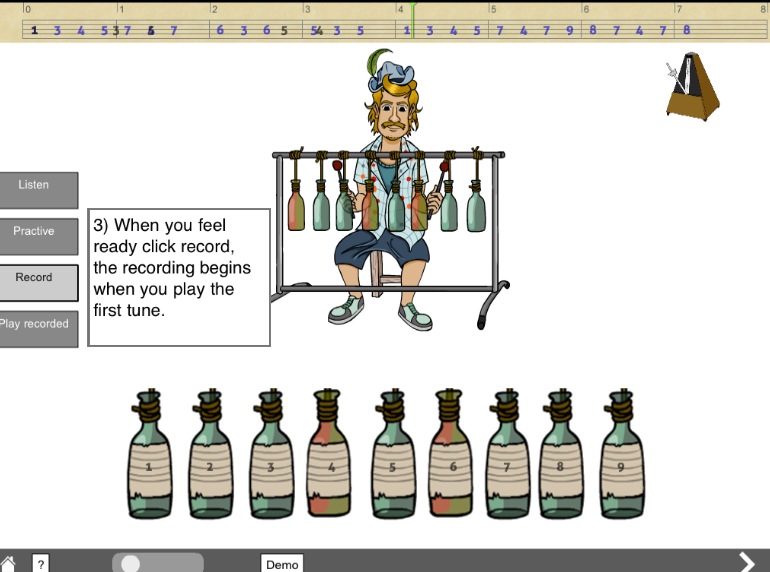 0 1 2 3 4 5 6 7 8
1 3 4 5 3 7 5 7 6 3 6 5 5 4 3 5 1 3 4 5 7 4 7 9 8 7 4 7 8
Listen
Practive
Record
Play recorded
3) When you feel
ready click record,
the recording begins
when you play the
first tune.
1 2 3 4 5 6 7 8 9
?
Demo